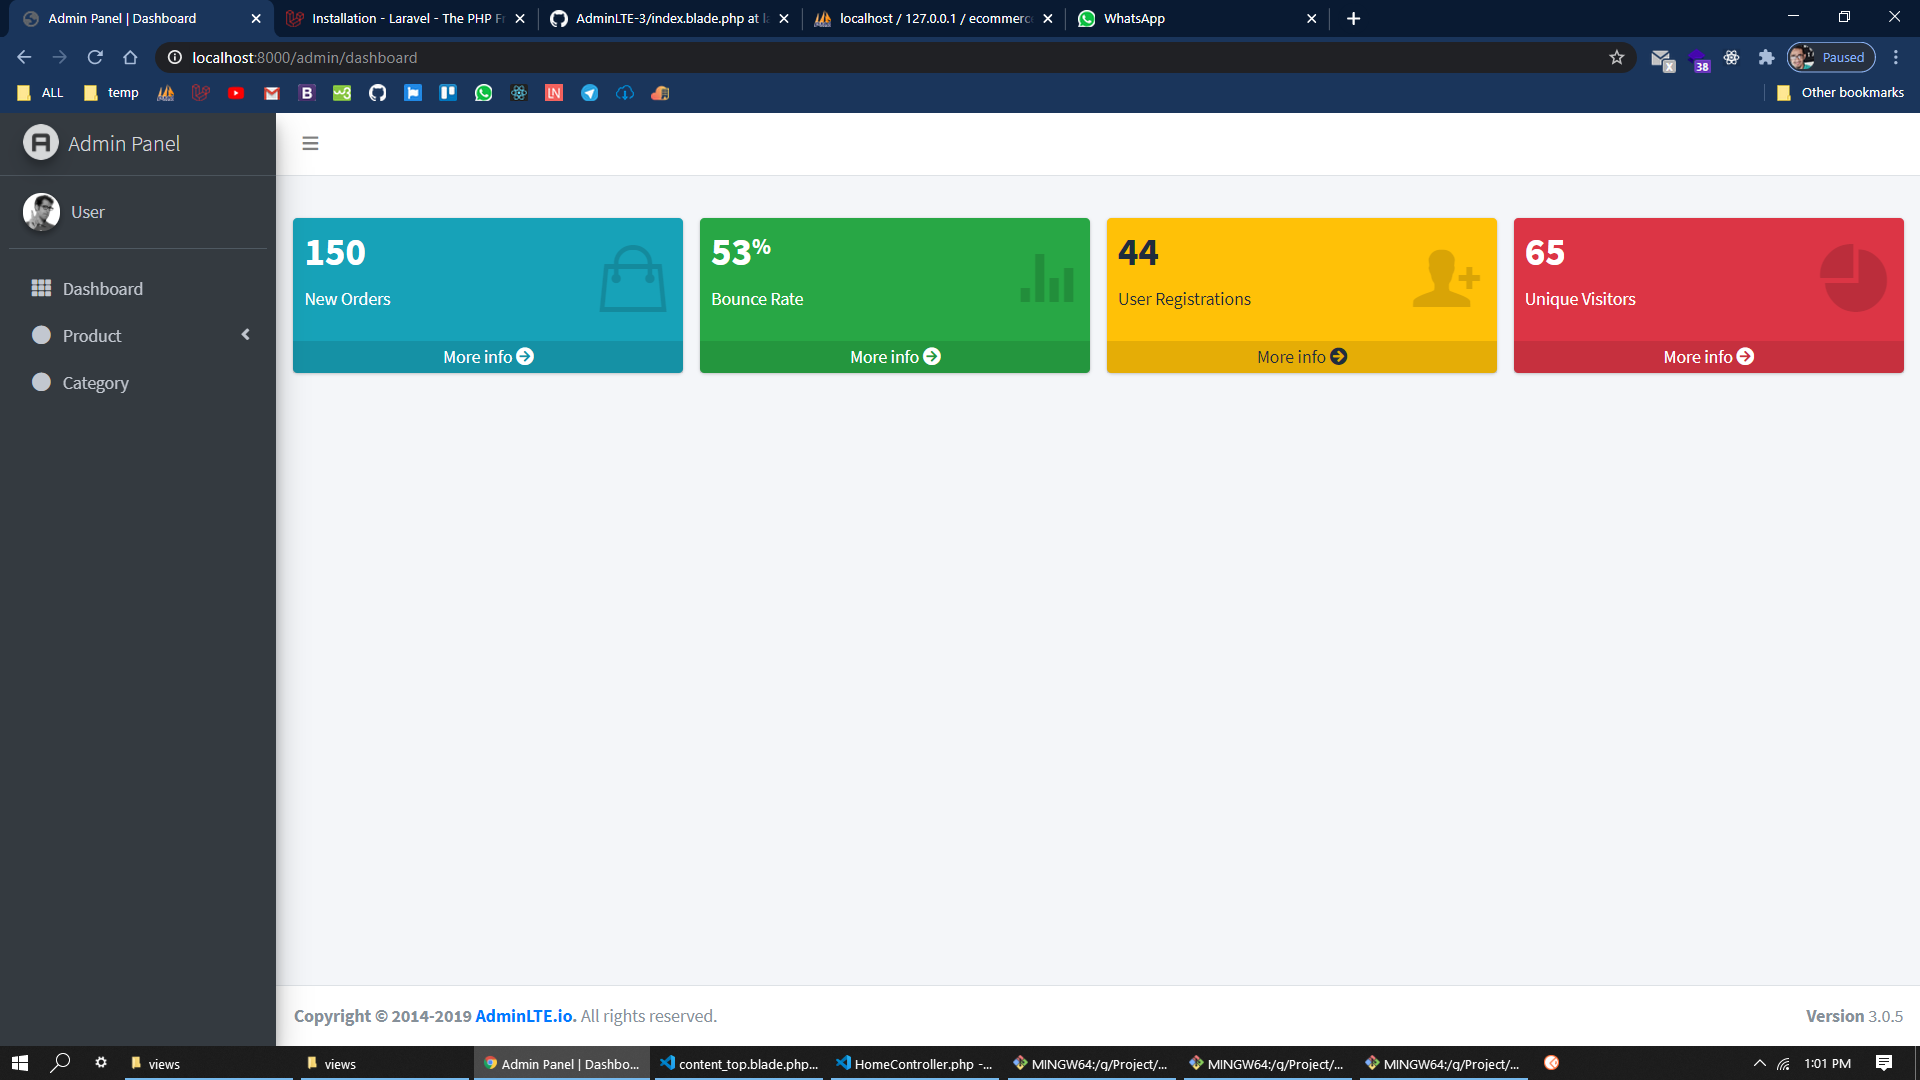 Admin Panel | Dashboard
Installation - Laravel - The PHP Fr
AdminLTE-3/index.blade.php at la
localhost / 127.0.0.1 / ecommerce
WhatsApp
localhost:8000/admin/dashboard
38
Paused
ALL
temp
Other bookmarks
Admin Panel
User
Dashboard
Product
Category
150
New Orders
More info
53%
Bounce Rate
More info
44
User Registrations
More info
65
Unique Visitors
More info
Copyright © 2014-2019 AdminLTE.io. All rights reserved.
Version 3.0.5
views
views
Admin Panel | Dashbo...
content_top.blade.php...
HomeController.php -...
MINGW64:/g/Project/...
MINGW64:/g/Project/...
MINGW64:/g/Project/...
1:01 PM